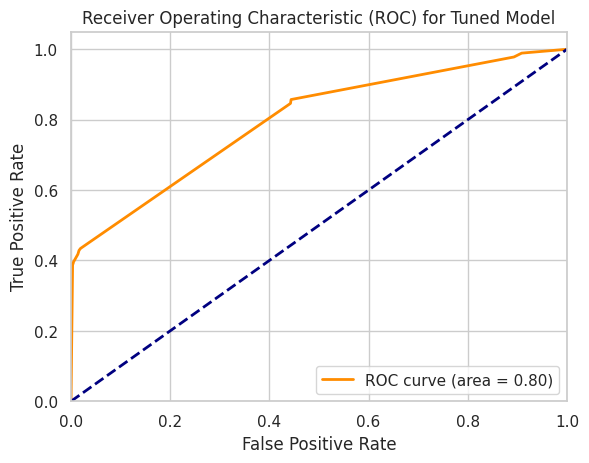 Receiver Operating Characteristic (ROC) for Tuned Model
1.0
0.8
0.6
0.4
0.2
0.0
True Positive Rate
ROC curve (area = 0.80)
0.0 0.2 0.4 0.6 0.8 1.0
False Positive Rate